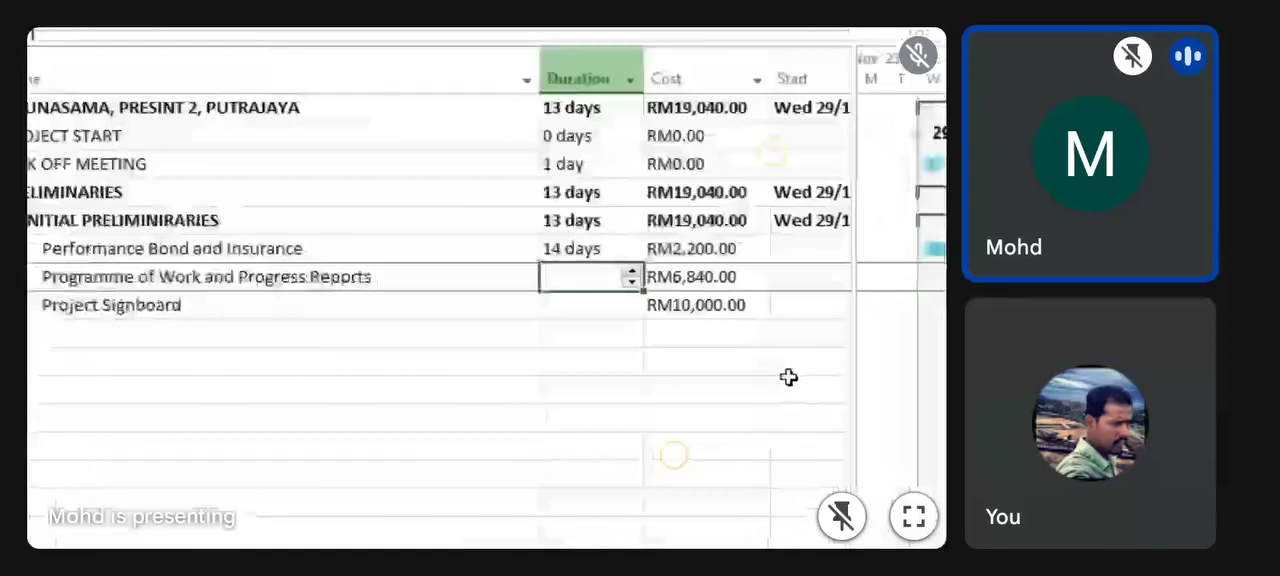 ne Duration Cost Start
M T W
UNASAMA, PRESINT 2, PUTRAJAYA 13 days RM19,040.00 Wed 29/1
OJECT START 0 days RM0.00 29
K OFF MEETING 1 day RM0.00
ELIMINARIES 13 days RM19,040.00 Wed 29/1
INITIAL PRELIMINIRARIES 13 days RM19,040.00 Wed 29/1
Performance Bond and Insurance 14 days RM2,200.00
Programme of Work and Progress Reports RM6,840.00
Project Signboard RM10,000.00
Mohd is presenting
M
Mohd
You